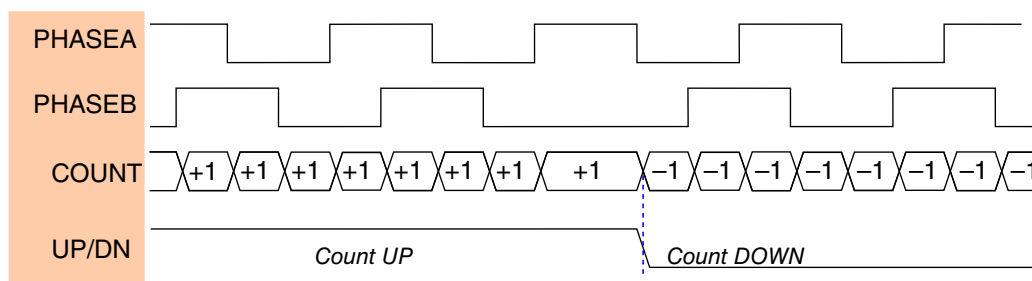 PHASEA
PHASEB
COUNT +1 +1 +1 +1 +1 +1 +1 +1 −1 −1 −1 −1 −1 −1 −1 −1
UP/DN Count UP Count DOWN